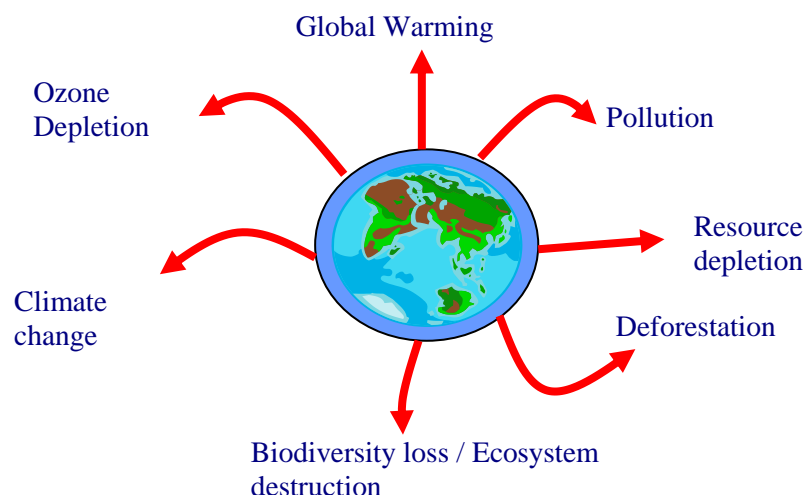 Global Warming
Ozone
Depletion
Pollution
Resource
depletion
Climate
change
Deforestation
Biodiversity loss / Ecosystem
destruction